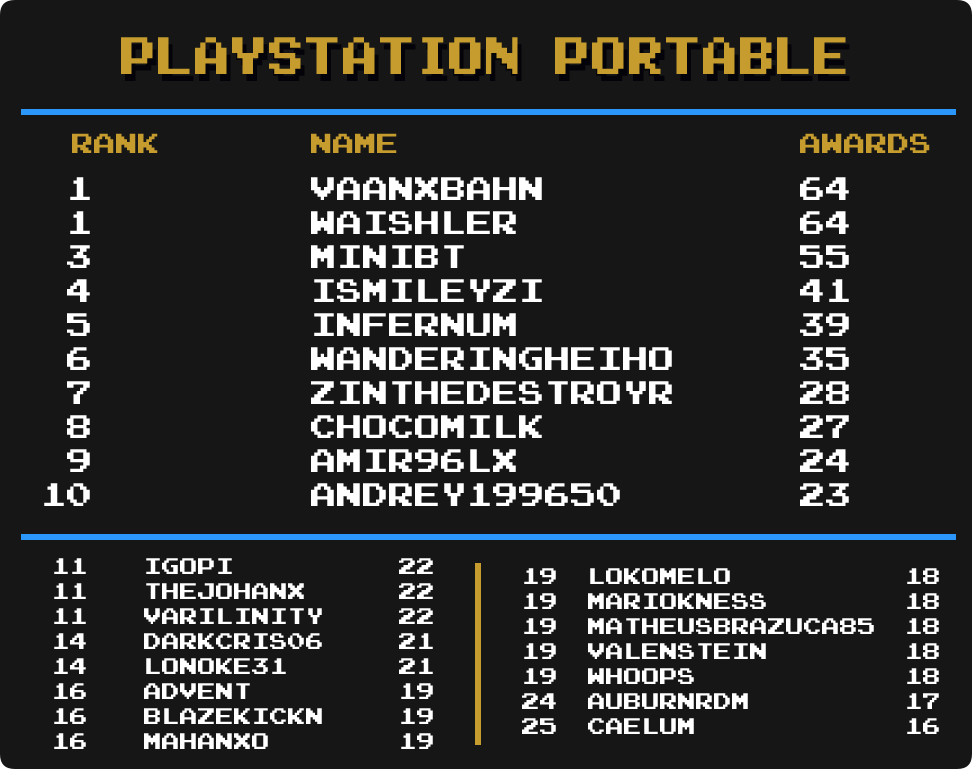 PLAYSTATION PORTABLE
RANK NAME AWARDS
1 VAANXBAHN 64
1 WAISHLER 64
3 MINIBT 55
4 ISMILEYZI 41
5 INFERNUM 39
6 WANDERINGHEIHO 35
7 ZINTHEDESTROYR 28
8 CHOCOMILK 27
9 AMIR96LX 24
10 ANDREY199650 23
11 IGOPI 22
11 THEJOHANX 22
11 VARILINITY 22
14 DARKCRIS06 21
14 LONOKE31 21
16 ADVENT 19
16 BLAZEKICKN 19
16 MAHANXO 19
19 LOKOMELO 18
19 MARIOKNESS 18
19 MATHEUSBRAZUCA85 18
19 VALENSTEIN 18
19 WHOOPS 18
24 AUBURNRDM 17
25 CAELUM 16